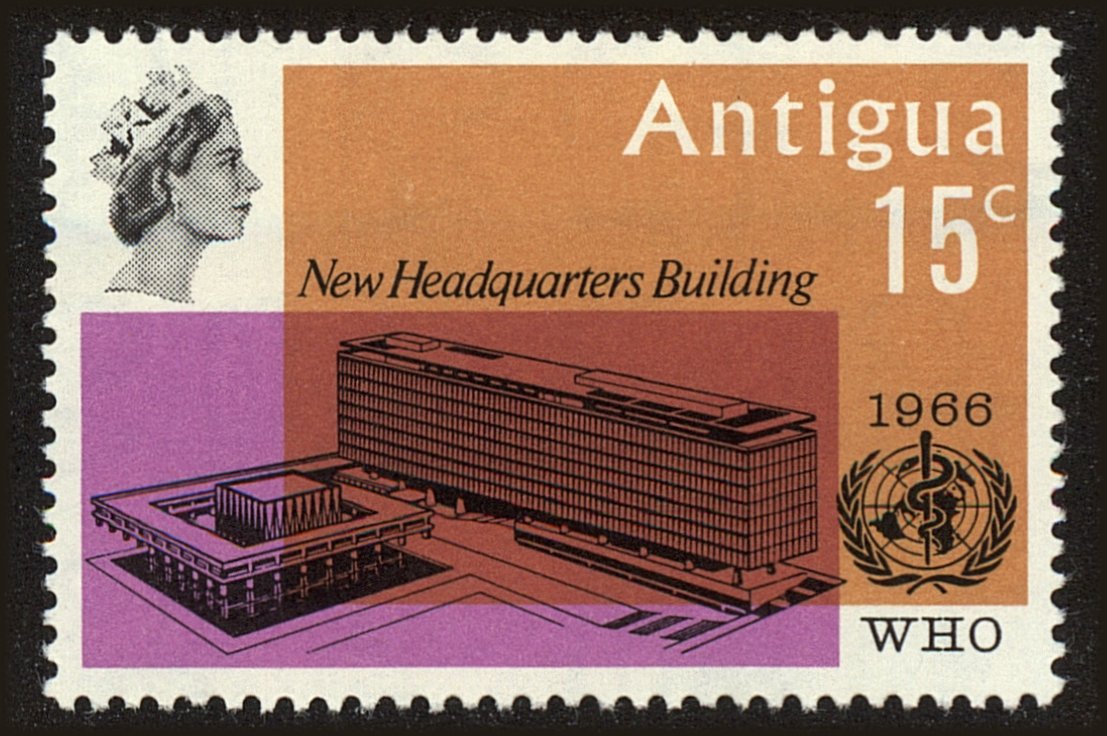 Antigua
15c
New Headquarters Building
1966
WHO